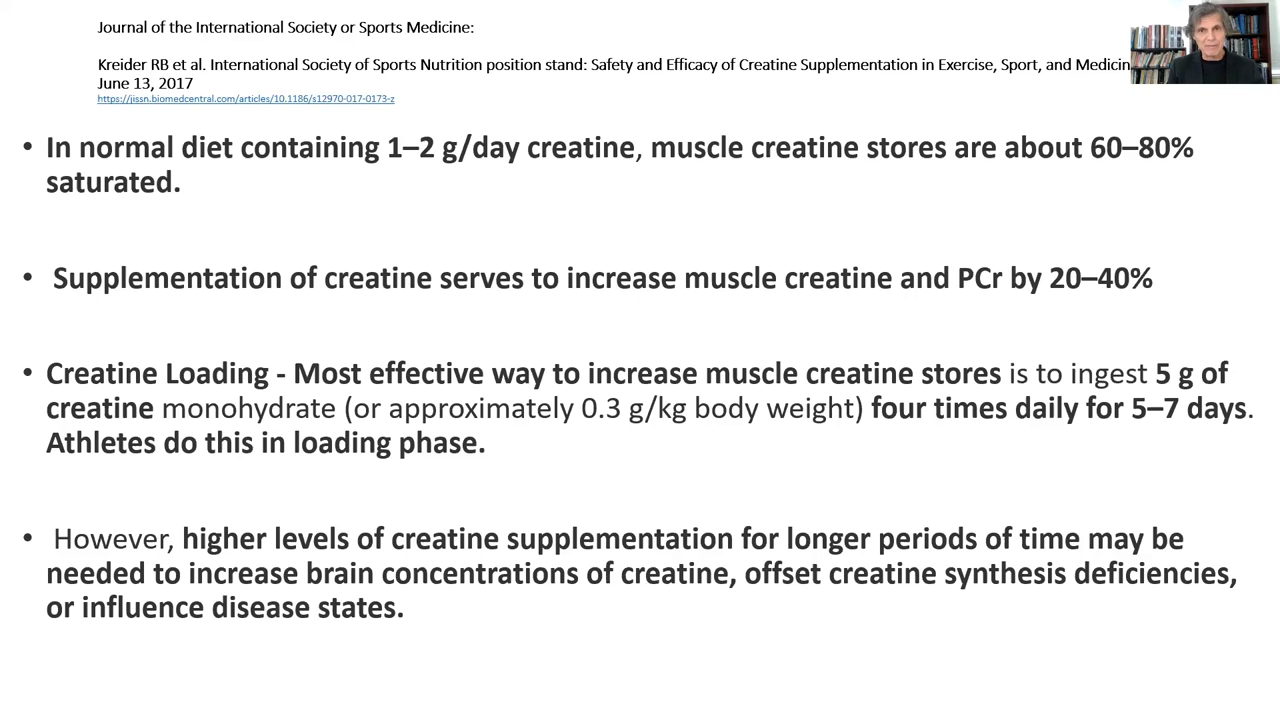 Journal of the International Society or Sports Medicine:
Kreider RB et al. International Society of Sports Nutrition position stand: Safety and Efficacy of Creatine Supplementation in Exercise, Sport, and Medicin
June 13, 2017
https://jissn.biomedcentral.com/articles/10.1186/s12970-017-0173-z
• In normal diet containing 1–2 g/day creatine, muscle creatine stores are about 60–80%
saturated.
• Supplementation of creatine serves to increase muscle creatine and PCr by 20–40%
• Creatine Loading - Most effective way to increase muscle creatine stores is to ingest 5 g of
creatine monohydrate (or approximately 0.3 g/kg body weight) four times daily for 5–7 days.
Athletes do this in loading phase.
• However, higher levels of creatine supplementation for longer periods of time may be
needed to increase brain concentrations of creatine, offset creatine synthesis deficiencies,
or influence disease states.